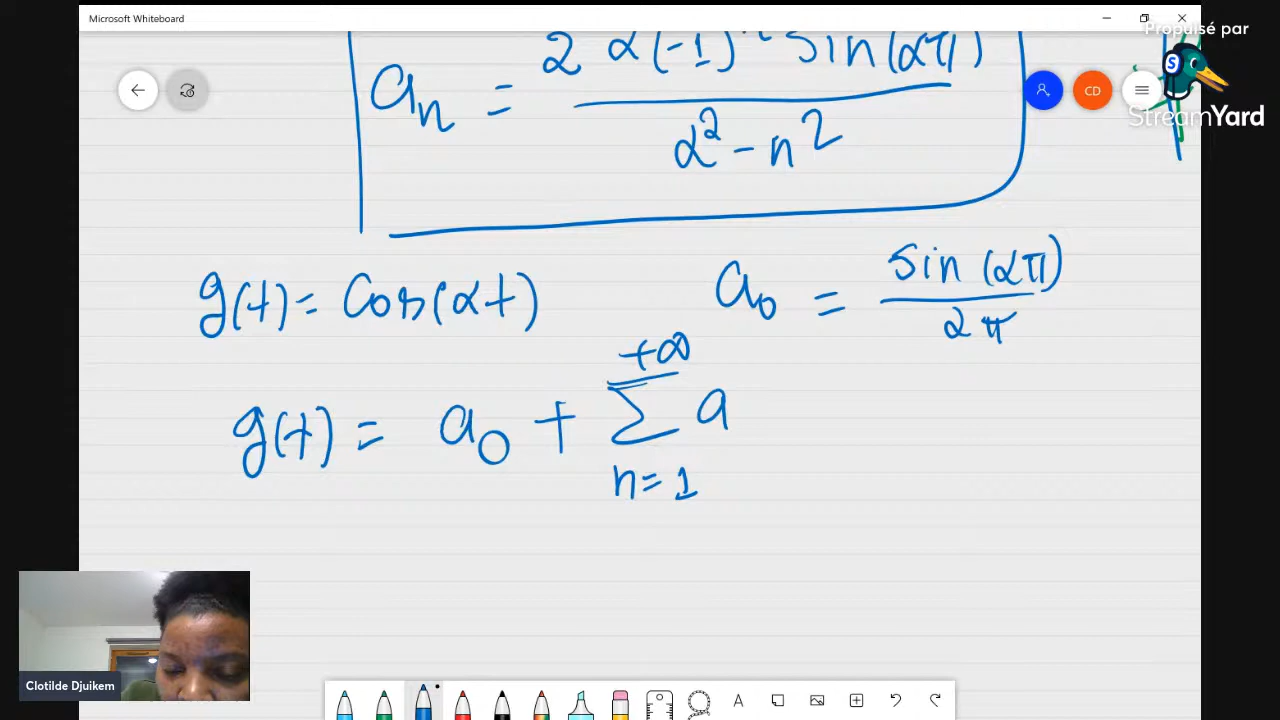 Microsoft Whiteboard
Propulsé par
StreamYard
CD
aₙ = 2 α(-1) sin(απ) / α² - n²
g(t) = Cos(αt)
a₀ = sin(απ) / απ
g(t) = a₀ + +∞ Σ n=1 a
Clotilde Djuikem
A